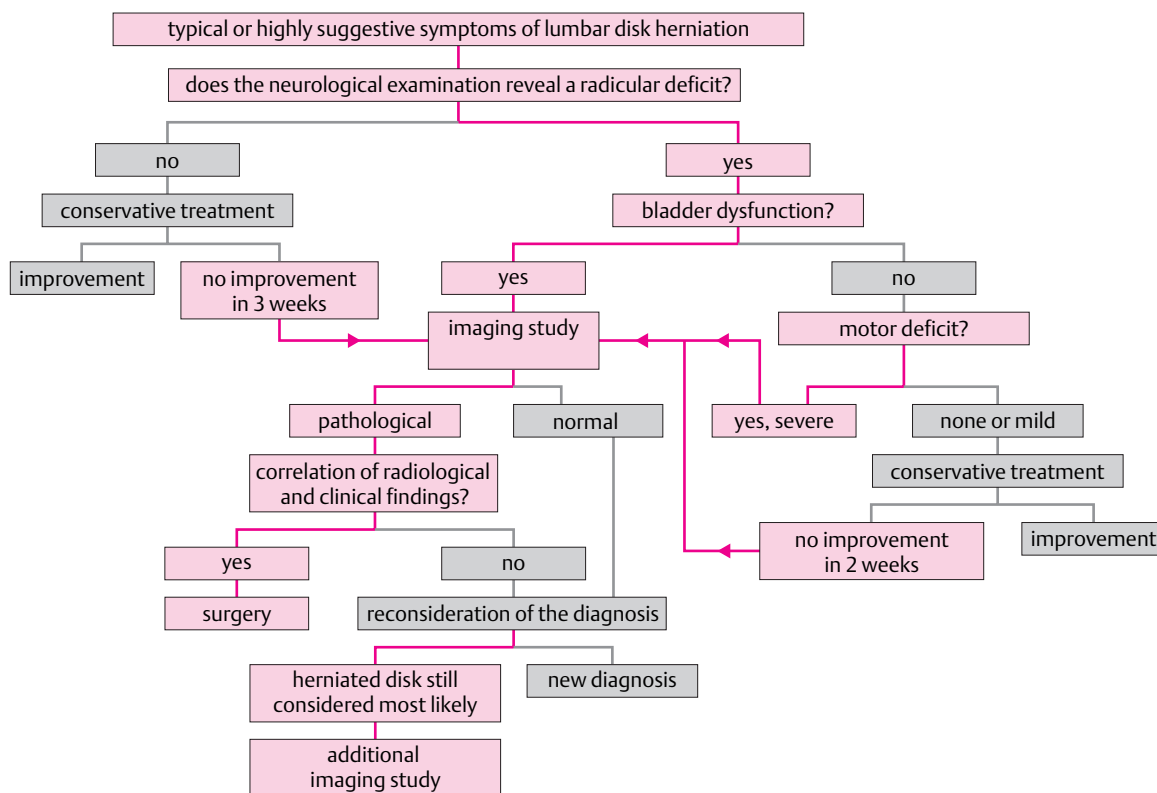 typical or highly suggestive symptoms of lumbar disk herniation
does the neurological examination reveal a radicular deficit?
no
yes
conservative treatment
bladder dysfunction?
improvement
no improvement
in 3 weeks
yes
no
imaging study
motor deficit?
pathological
normal
yes, severe
none or mild
correlation of radiological
and clinical findings?
conservative treatment
yes
no
no improvement
in 2 weeks
improvement
surgery
reconsideration of the diagnosis
herniated disk still
considered most likely
new diagnosis
additional
imaging study